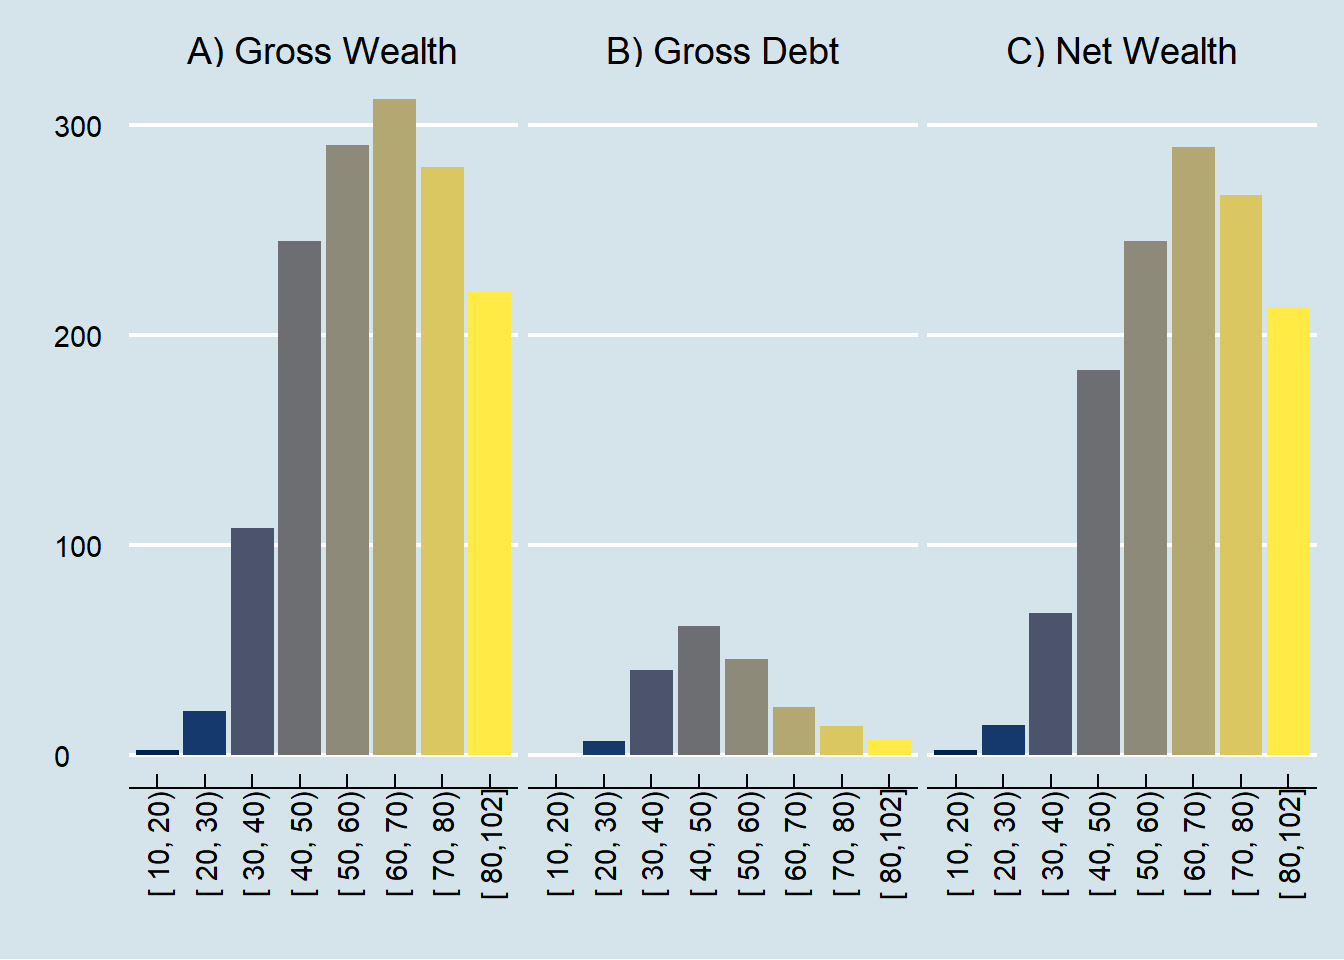 A) Gross Wealth
B) Gross Debt
C) Net Wealth
300
200
100
0
[ 10, 20)
[ 20, 30)
[ 30, 40)
[ 40, 50)
[ 50, 60)
[ 60, 70)
[ 70, 80)
[ 80,102]
[ 10, 20)
[ 20, 30)
[ 30, 40)
[ 40, 50)
[ 50, 60)
[ 60, 70)
[ 70, 80)
[ 80,102]
[ 10, 20)
[ 20, 30)
[ 30, 40)
[ 40, 50)
[ 50, 60)
[ 60, 70)
[ 70, 80)
[ 80,102]